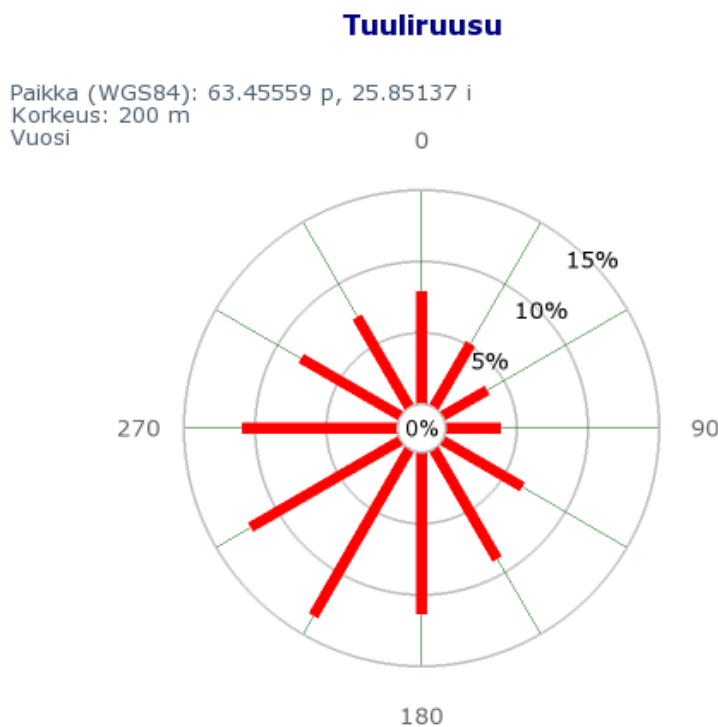 Tuuliruusu
Paikka (WGS84): 63.45559 p, 25.85137 i
Korkeus: 200 m
Vuosi
0
15%
10%
5%
270
0%
90
180